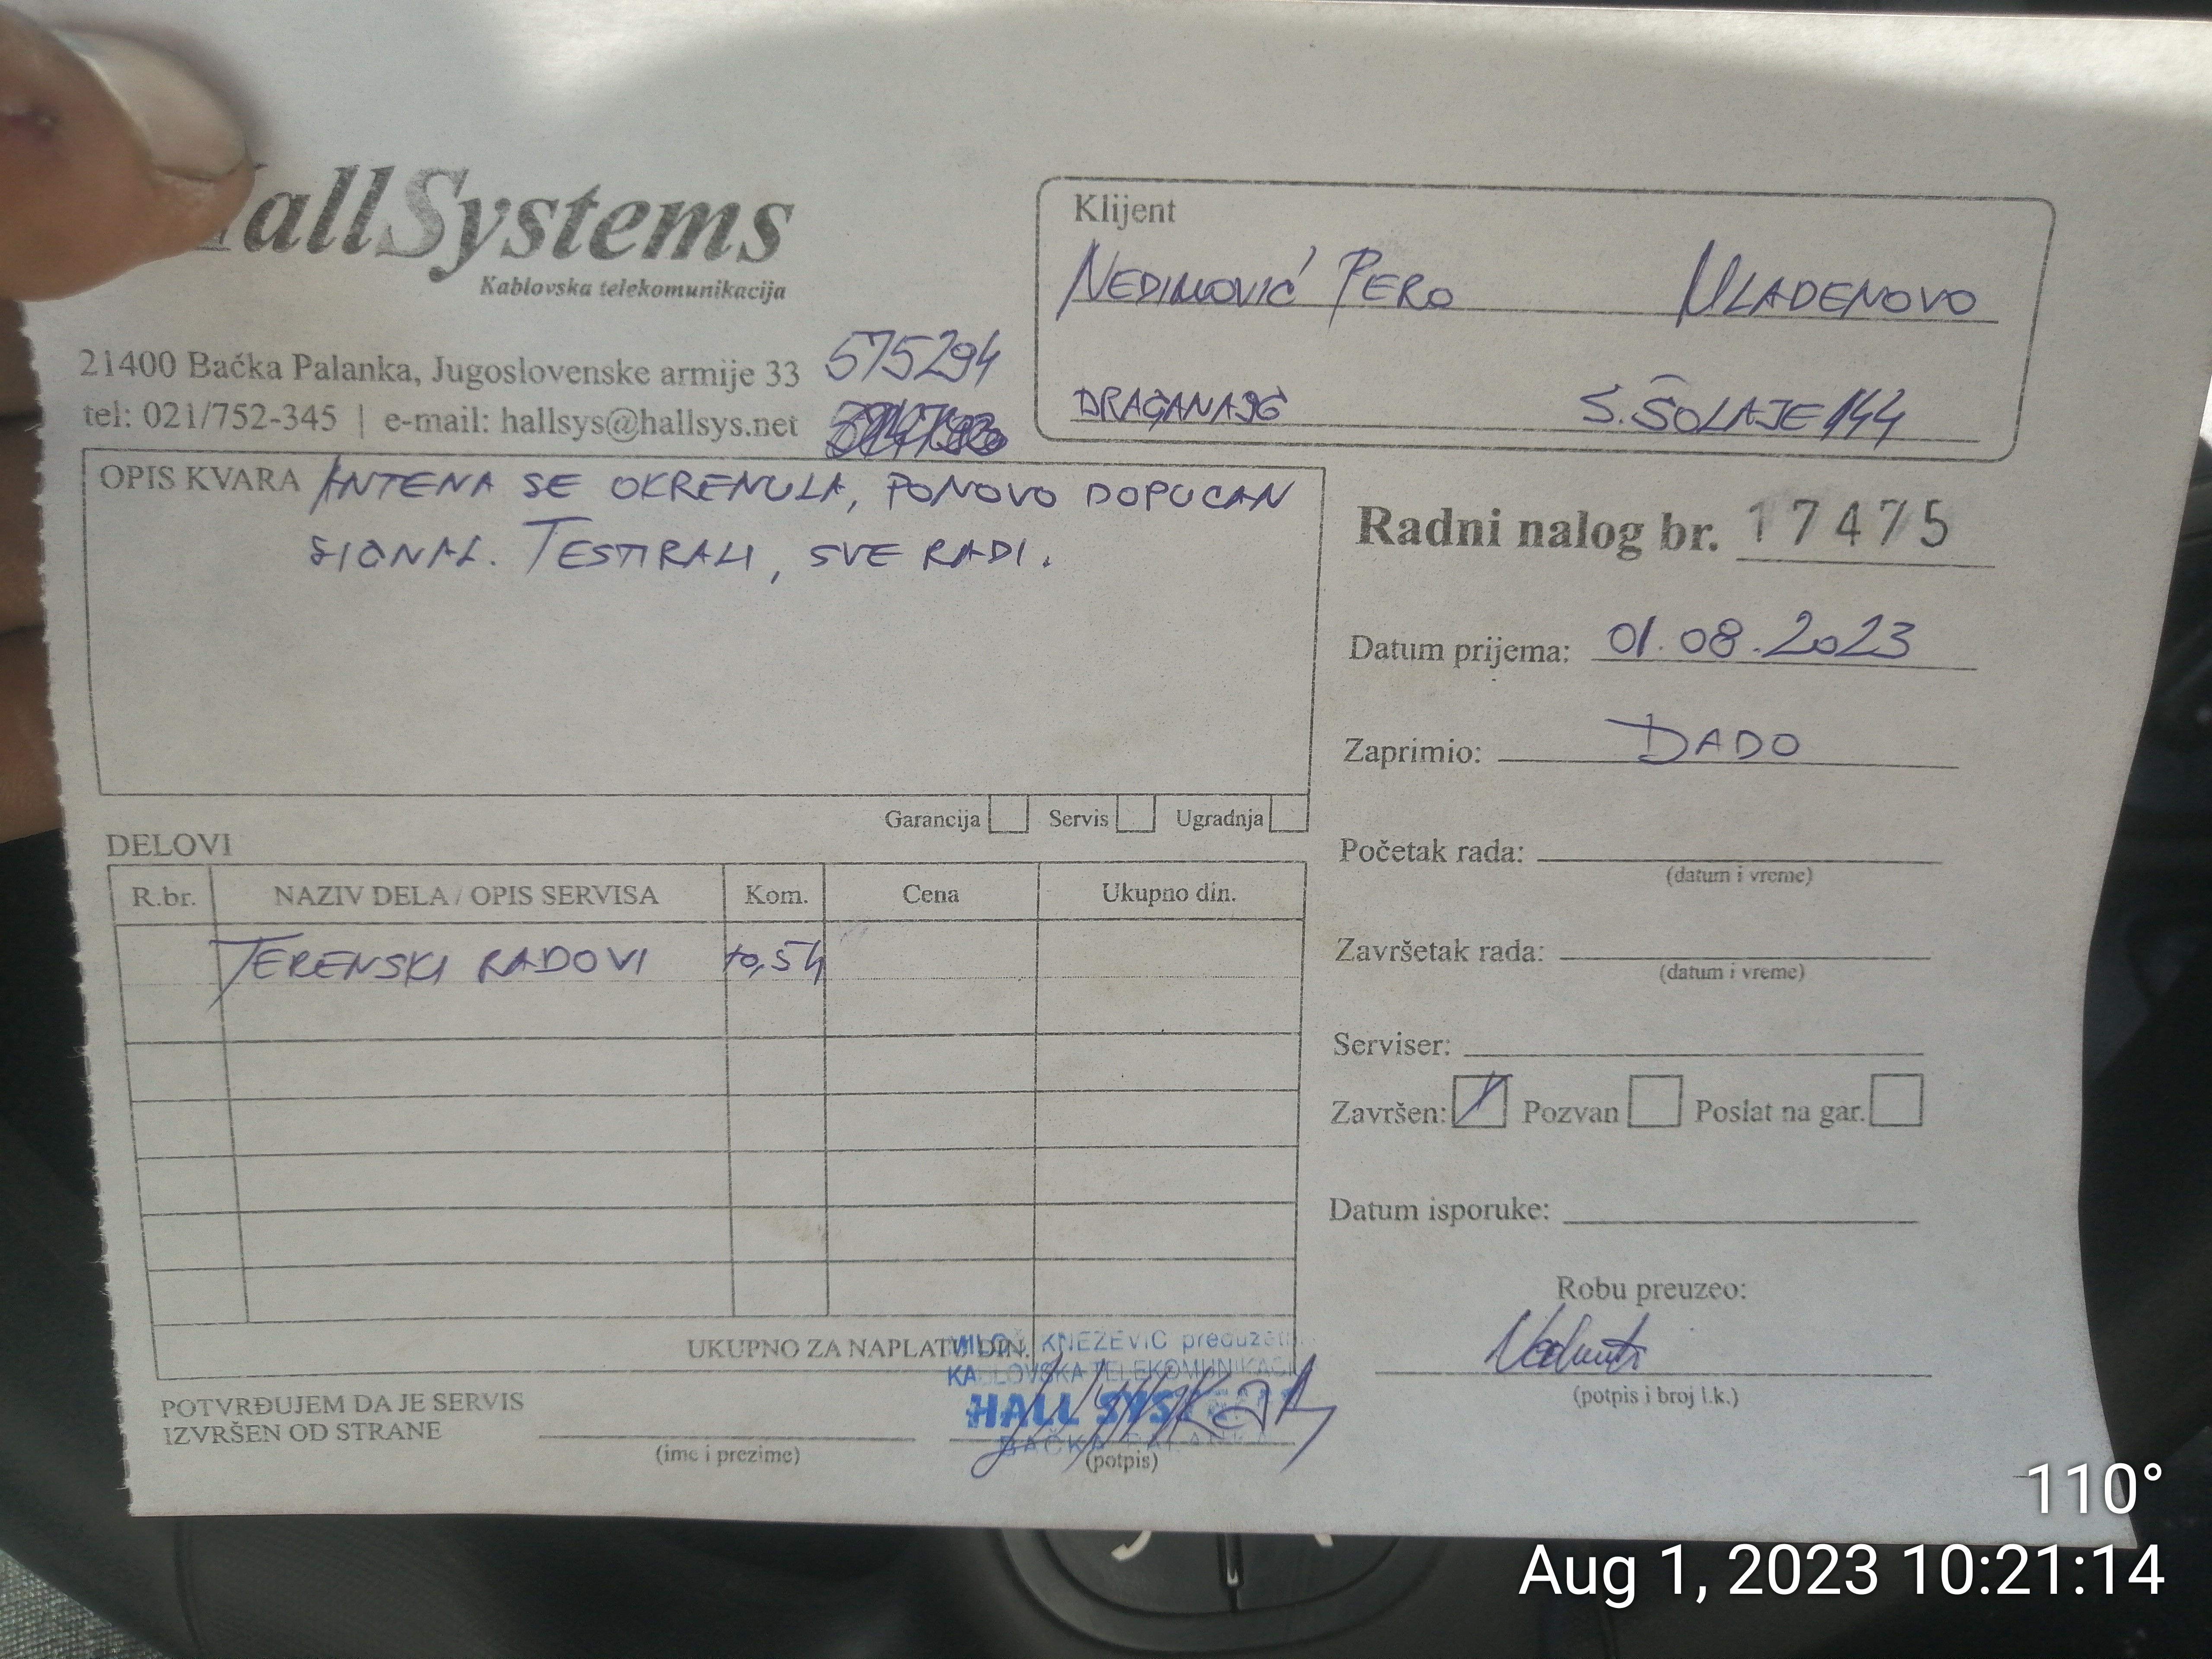 HallSystems
Kablovska telekomunikacija
21400 Bačka Palanka, Jugoslovenske armije 33
575294
tel: 021/752-345 | e-mail: hallsys@hallsys.net
Klijent
NEDIMOVIĆ PERO MLADENOVO
S. ŠOLAJE 144
OPIS KVARA ANTENA SE OKRENULA, PONOVO DOPUCAN
SIGNAL. TESTIRALI, SVE RADI.
Garancija Servis Ugradnja
Radni nalog br. 17475
Datum prijema: 01.08.2023
Zaprimio: DADO
Početak rada:
(datum i vreme)
Završetak rada:
(datum i vreme)
Serviser:
Završen: Pozvan Poslat na gar.
Datum isporuke:
Robu preuzeo:
(potpis i broj l.k.)
DELOVI
R.br. NAZIV DELA / OPIS SERVISA Kom. Cena Ukupno din.
TERENSKI RADOVI
UKUPNO ZA NAPLATU DIN.
MILOŠ KNEŽEVIĆ preduzetnik
KABLOVSKA TELEKOMUNIKACIJA
HALL SYS
BAČKA PALANKA
POTVRĐUJEM DA JE SERVIS
IZVRŠEN OD STRANE
(ime i prezime) (potpis)
110°
Aug 1, 2023 10:21:14